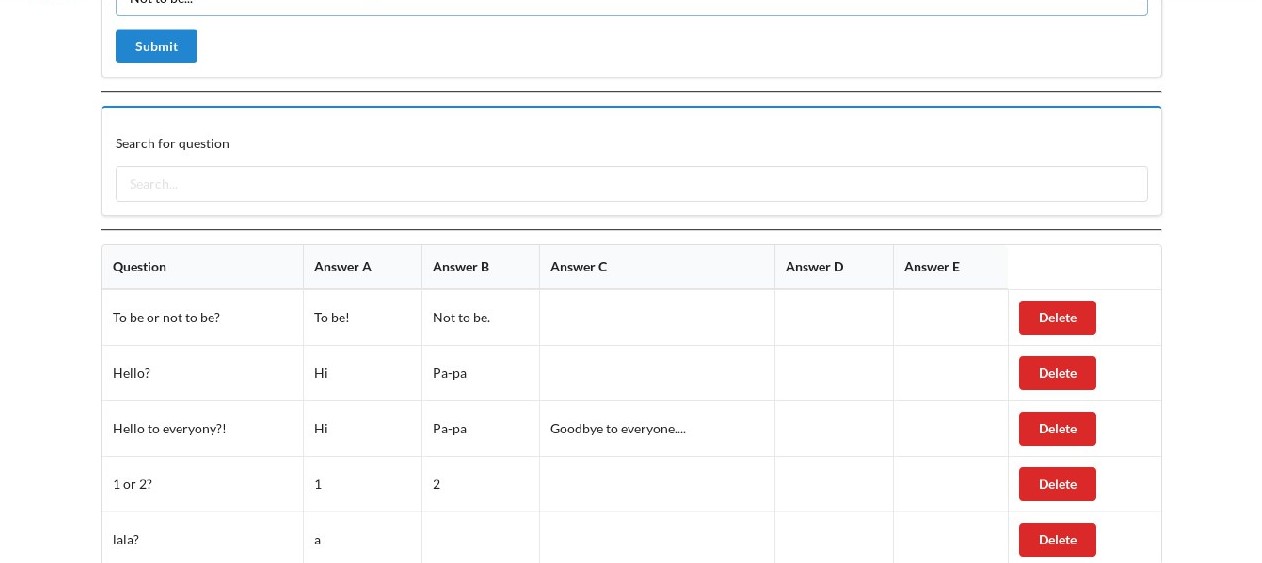 Not to be...
Submit
Search for question
Search...
Question Answer A Answer B Answer C Answer D Answer E
To be or not to be? To be! Not to be. Delete
Hello? Hi Pa-pa Delete
Hello to everyony?! Hi Pa-pa Goodbye to everyone.... Delete
1 or 2? 1 2 Delete
lala? a Delete